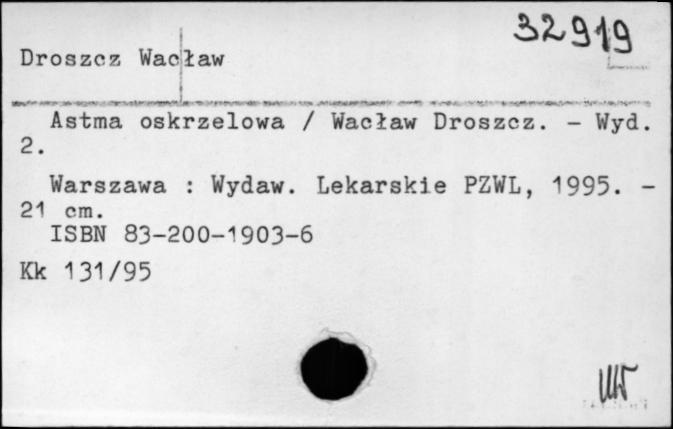 32919
Droszcz Wacław
Astma oskrzelowa / Wacław Droszcz. - Wyd.
2.
Warszawa : Wydaw. Lekarskie PZWL, 1995. -
21 cm.
ISBN 83-200-1903-6
Kk 131/95